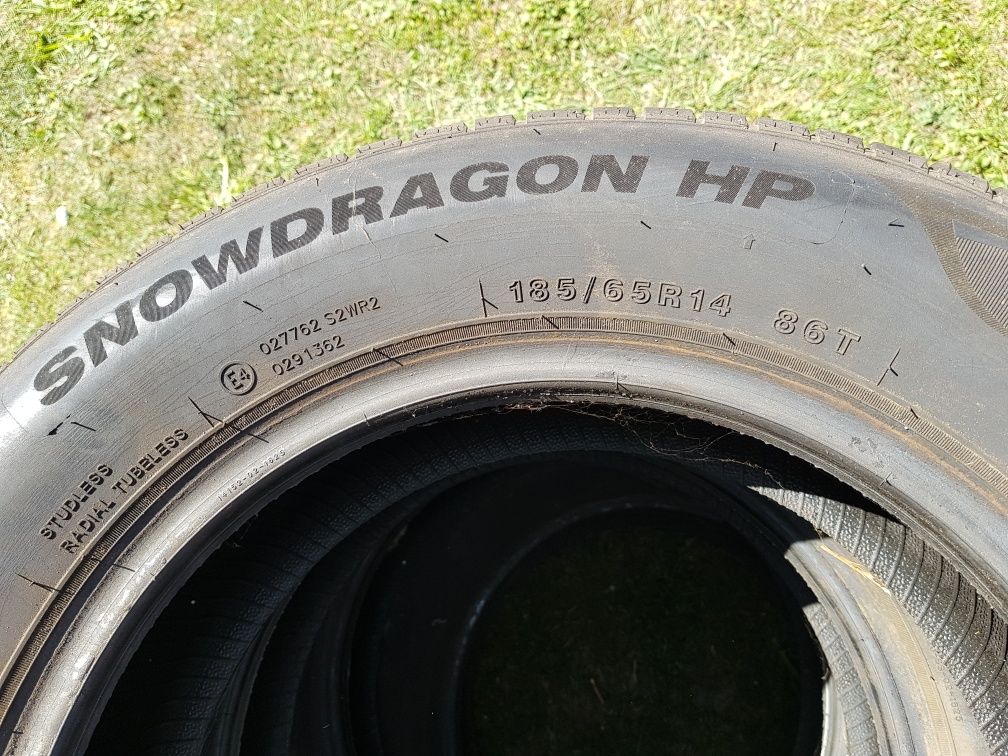 SNOWDRAGON HP
185/65R14 86T
E4
027762 S2WR2
0291362
STUDLESS
RADIAL TUBELESS